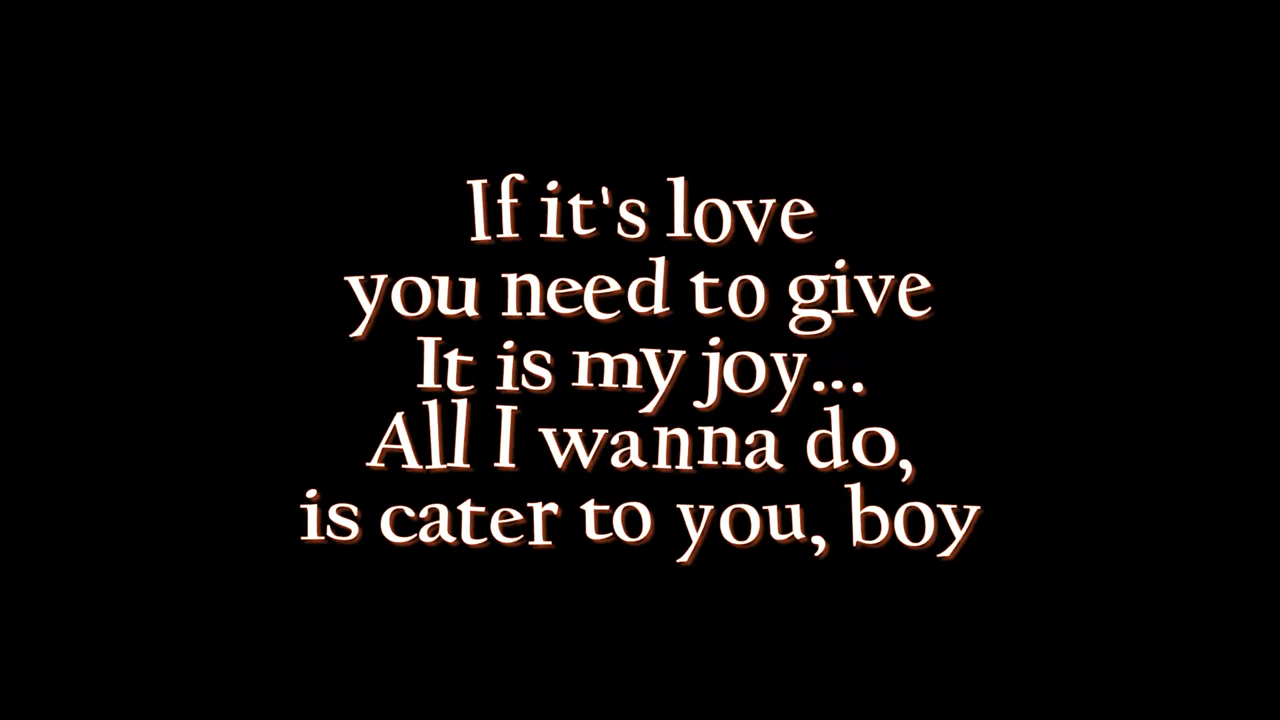 If it's love
you need to give
It is my joy...
All I wanna do,
is cater to you, boy